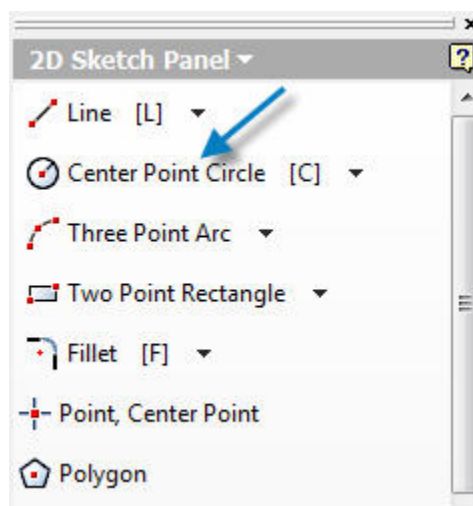 2D Sketch Panel
Line [L]
Center Point Circle [C]
Three Point Arc
Two Point Rectangle
Fillet [F]
Point, Center Point
Polygon